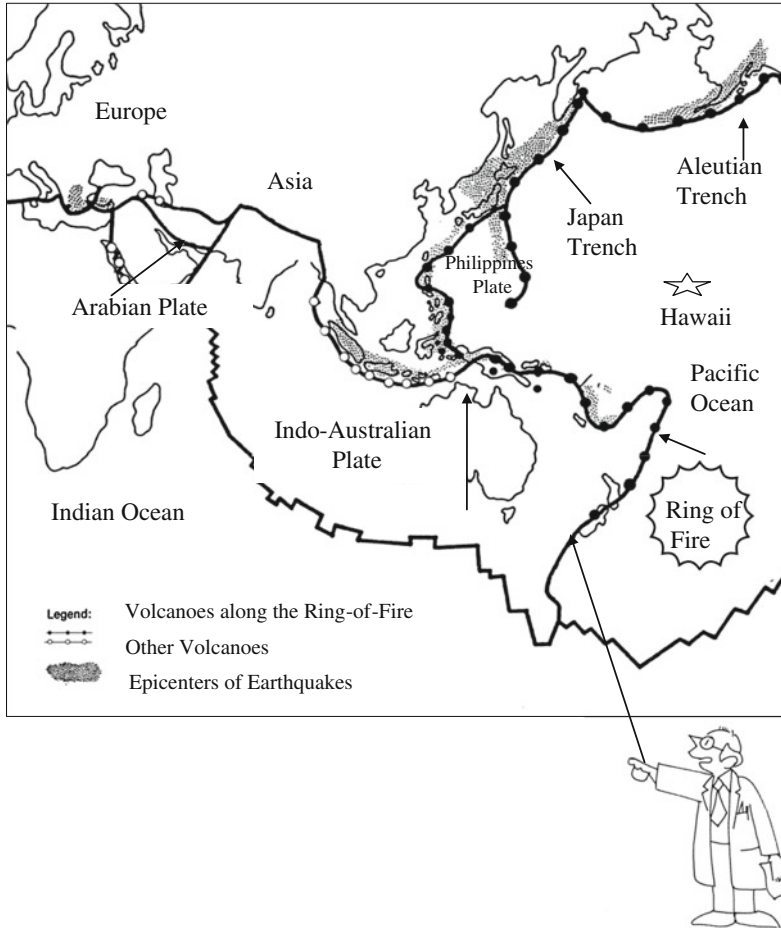 Europe
Asia
Aleutian
Trench
Japan
Trench
Philippines
Plate
Arabian Plate
Hawaii
Pacific
Ocean
Indo-Australian
Plate
Indian Ocean
Ring of
Fire
Legend:
Volcanoes along the Ring-of-Fire
Other Volcanoes
Epicenters of Earthquakes